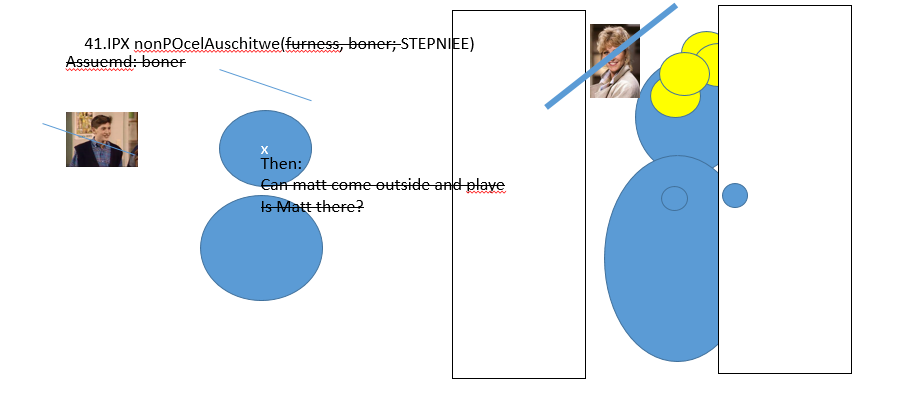 41.IPX nonPOcelAuschitwe(furness, boner; STEPNIEE)
Assuemd: boner
x
Then:
Can matt come outside and playe
Is Matt there?